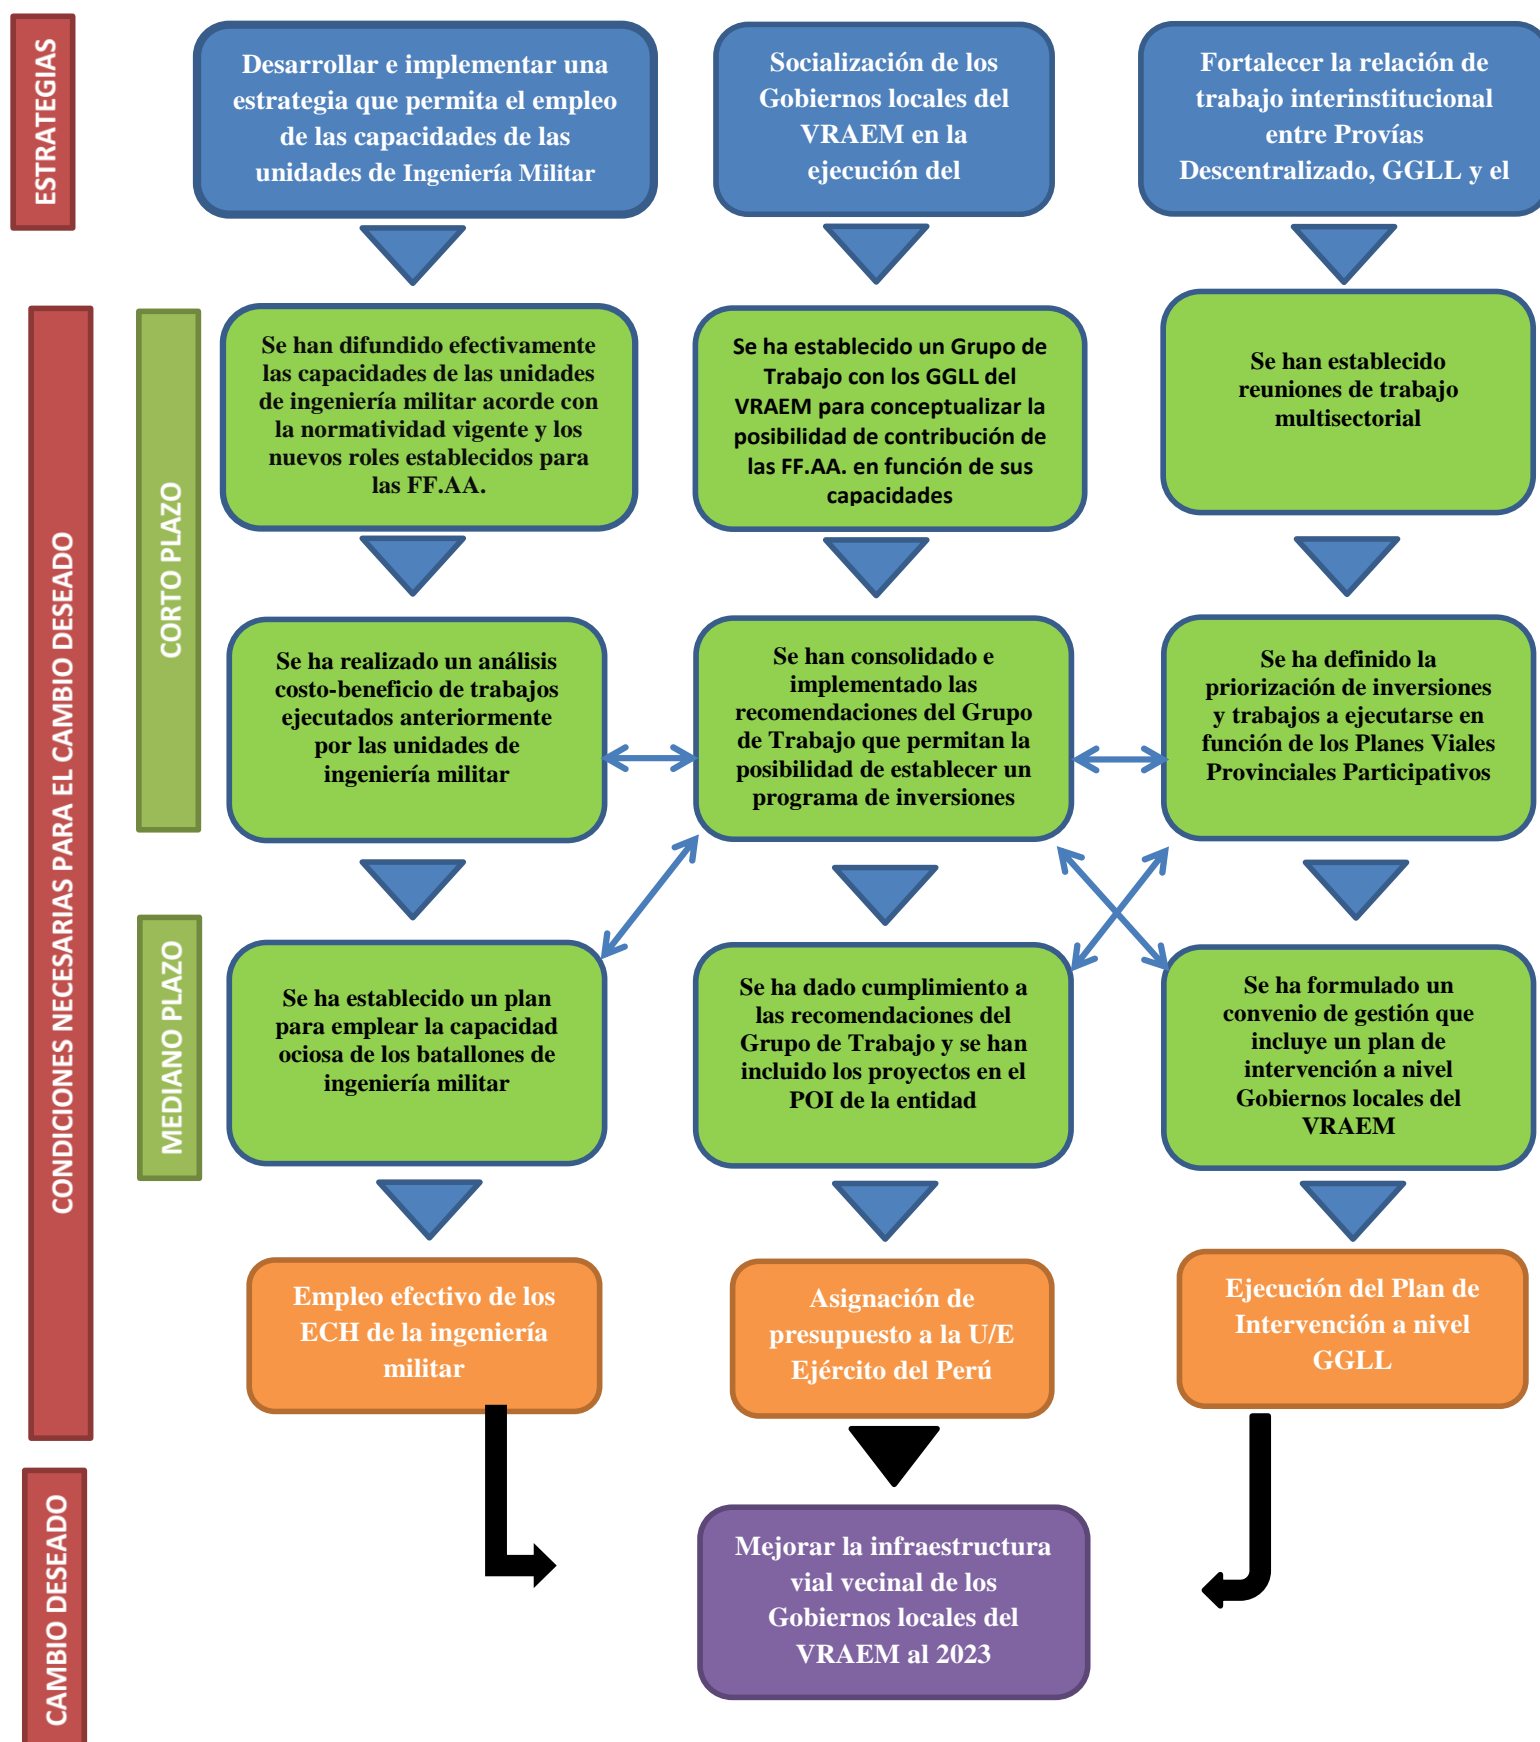 ESTRATEGIAS
Desarrollar e implementar una
estrategia que permita el empleo
de las capacidades de las
unidades de Ingeniería Militar
Socialización de los
Gobiernos locales del
VRAEM en la
ejecución del
Fortalecer la relación de
trabajo interinstitucional
entre Provías
Descentralizado, GGLL y el
CONDICIONES NECESARIAS PARA EL CAMBIO DESEADO
CORTO PLAZO
Se han difundido efectivamente
las capacidades de las unidades
de ingeniería militar acorde con
la normatividad vigente y los
nuevos roles establecidos para
las FF.AA.
Se ha establecido un Grupo de
Trabajo con los GGLL del
VRAEM para conceptualizar la
posibilidad de contribución de
las FF.AA. en función de sus
capacidades
Se han establecido
reuniones de trabajo
multisectorial
Se ha realizado un análisis
costo-beneficio de trabajos
ejecutados anteriormente
por las unidades de
ingeniería militar
Se han consolidado e
implementado las
recomendaciones del Grupo
de Trabajo que permitan la
posibilidad de establecer un
programa de inversiones
Se ha definido la
priorización de inversiones
y trabajos a ejecutarse en
función de los Planes Viales
Provinciales Participativos
MEDIANO PLAZO
Se ha establecido un plan
para emplear la capacidad
ociosa de los batallones de
ingeniería militar
Se ha dado cumplimiento a
las recomendaciones del
Grupo de Trabajo y se han
incluido los proyectos en el
POI de la entidad
Se ha formulado un
convenio de gestión que
incluye un plan de
intervención a nivel
Gobiernos locales del
VRAEM
Empleo efectivo de los
ECH de la ingeniería
militar
Asignación de
presupuesto a la U/E
Ejército del Perú
Ejecución del Plan de
Intervención a nivel
GGLL
CAMBIO DESEADO
Mejorar la infraestructura
vial vecinal de los
Gobiernos locales del
VRAEM al 2023